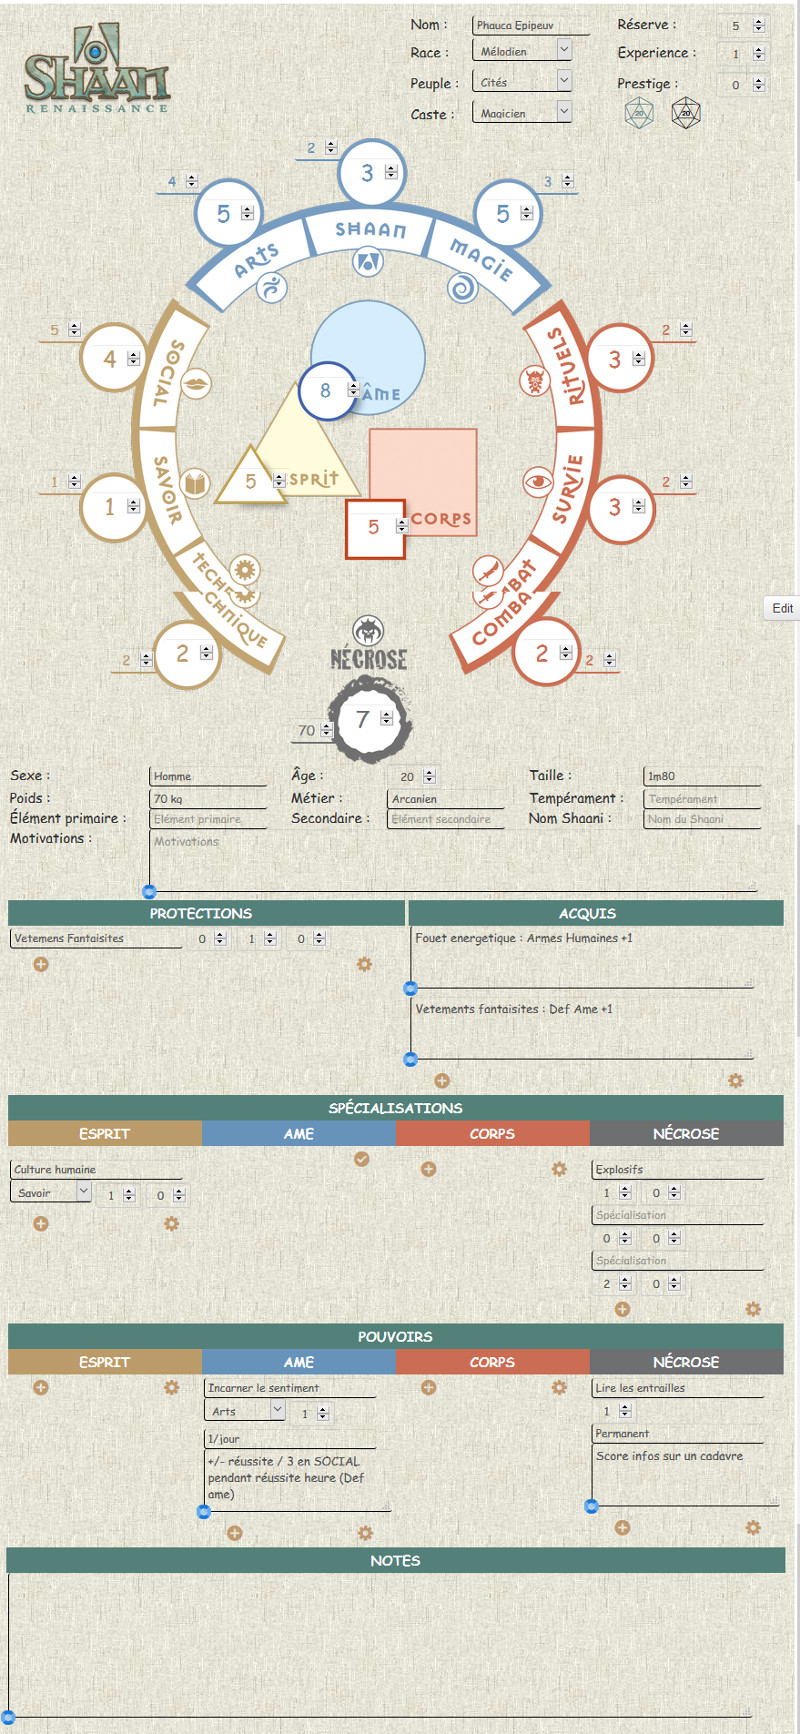 SHAAN
RENAISSANCE
Nom : Phauca Epipeuv Réserve : 5
Race : Mélodien Experience : 1
Peuple : Cités Prestige : 0
Caste : Magicien 20 20
2 3
4 5 5 3
ARTS SHAAN MAGIE
5 4 SOCIAL RITUELS 3 2
8 ÂME
1 1 SAVOIR 5 SPRIT SURVIE 3 2
5 CORPS
TECH BAT
CHNIQUE COMBA
2 2 2 2
NÉCROSE
70 7
Edit
Sexe : Homme Âge : 20 Taille : 1m80
Poids : 70 kg Métier : Arcanien Tempérament : Tempérament
Élément primaire : Elément primaire Secondaire : Elément secondaire Nom Shaani : Nom du Shaani
Motivations : Motivations
PROTECTIONS ACQUIS
Vetemens Fantaisites 0 1 0 Fouet energetique : Armes Humaines +1
Vetements fantaisites : Def Ame +1
SPÉCIALISATIONS
ESPRIT AME CORPS NÉCROSE
Culture humaine Explosifs
Savoir 1 0 1 0
Spécialisation
0 0
Spécialisation
2 0
POUVOIRS
ESPRIT AME CORPS NÉCROSE
Incarner le sentiment Lire les entrailles
Arts 1 1
1/jour Permanent
+/- réussite / 3 en SOCIAL Score infos sur un cadavre
pendant réussite heure (Def
ame)
NOTES